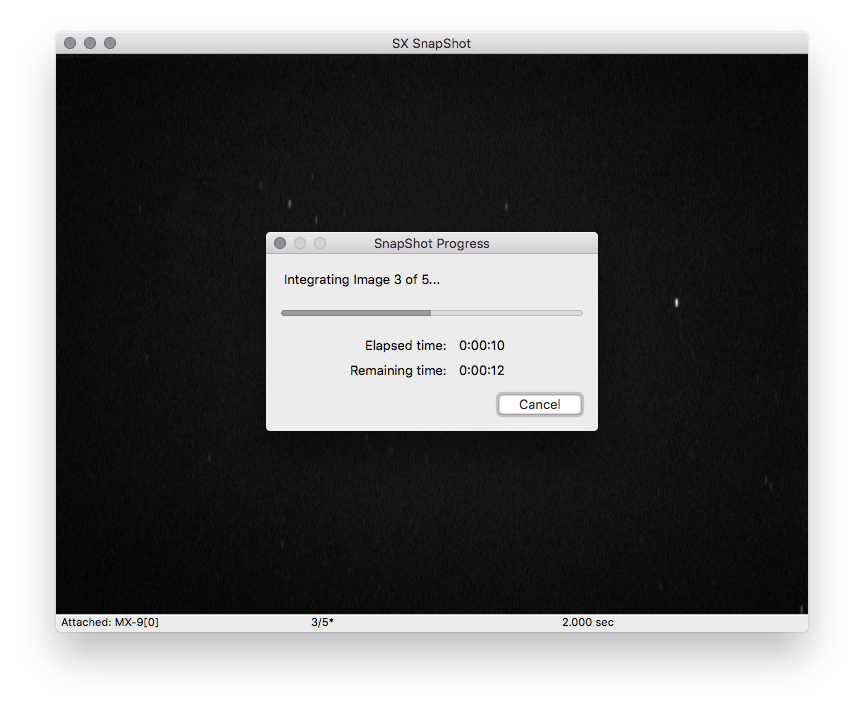 SX SnapShot
SnapShot Progress
Integrating Image 3 of 5...
Elapsed time: 0:00:10
Remaining time: 0:00:12
Cancel
Attached: MX-9[0] 3/5* 2.000 sec